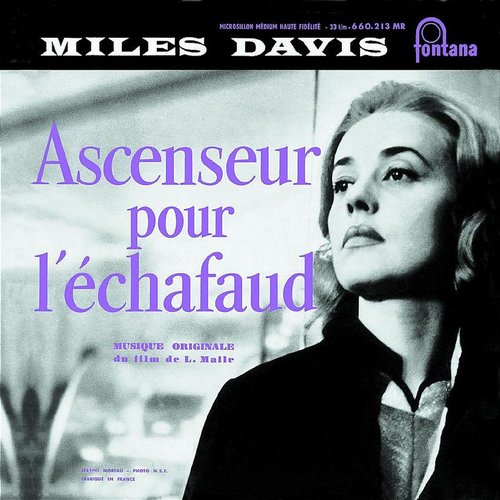 MICROSILLON MÉDIUM HAUTE FIDÉLITÉ - 33 t/m - 660.213 MR
MILES DAVIS
fontana
Ascenseur
pour
l'échafaud
MUSIQUE ORIGINALE
du film de L. Malle
JEANNE MOREAU - PHOTO N.E.F.
FABRIQUÉ EN FRANCE